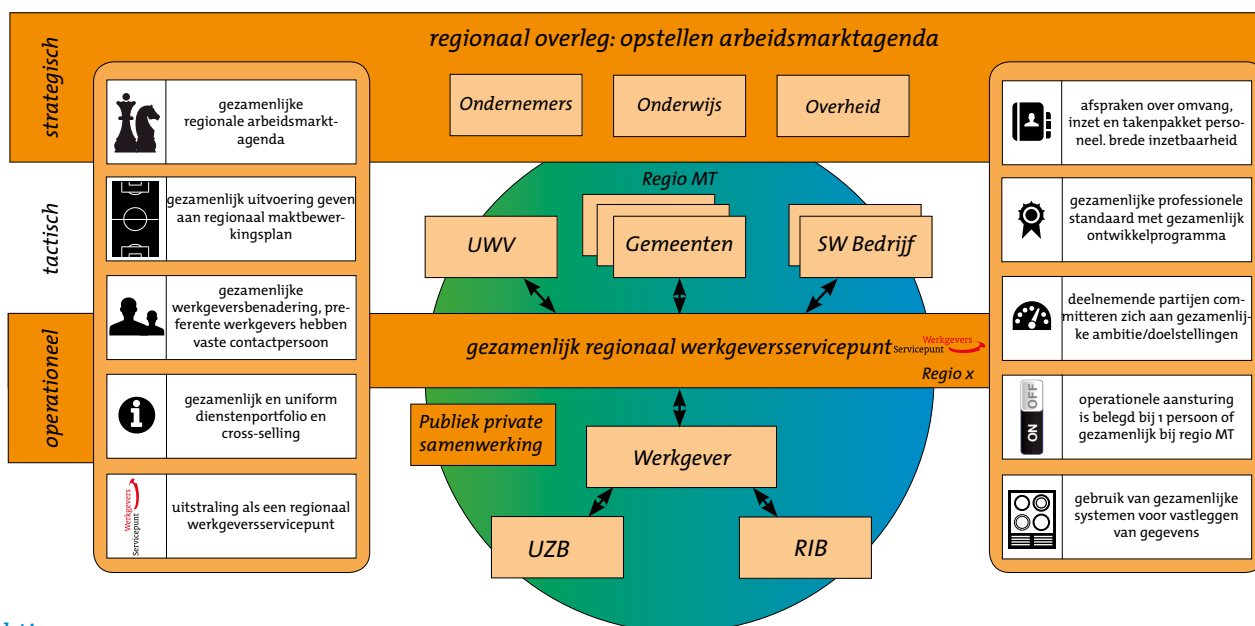 strategisch
regionaal overleg: opstellen arbeidsmarktagenda
Ondernemers
Onderwijs
Overheid
gezamenlijke
regionale arbeidsmarkt-
agenda
tactisch
gezamenlijk uitvoering geven
aan regionaal maktbewer-
kingsplan
operationeel
gezamenlijke
werkgeversbenadering, pre-
ferente werkgevers hebben
vaste contactpersoon
gezamenlijk en uniform
dienstenportfolio en
cross-selling
Werkgevers
Servicepunt
uitstraling als een regionaal
werkgeversservicepunt
Regio MT
UWV
Gemeenten
SW Bedrijf
gezamenlijk regionaal werkgeversservicepunt
Werkgevers
Servicepunt
Regio x
Publiek private
samenwerking
Werkgever
UZB
RIB
afspraken over omvang,
inzet en takenpakket perso-
neel. brede inzetbaarheid
gezamenlijke professionele
standaard met gezamenlijk
ontwikkelprogramma
deelnemende partijen com-
mitteren zich aan gezamenlij-
ke ambitie/doelstellingen
ON OFF
operationele aansturing
is belegd bij 1 persoon of
gezamenlijk bij regio MT
gebruik van gezamenlijke
systemen voor vastleggen
van gegevens